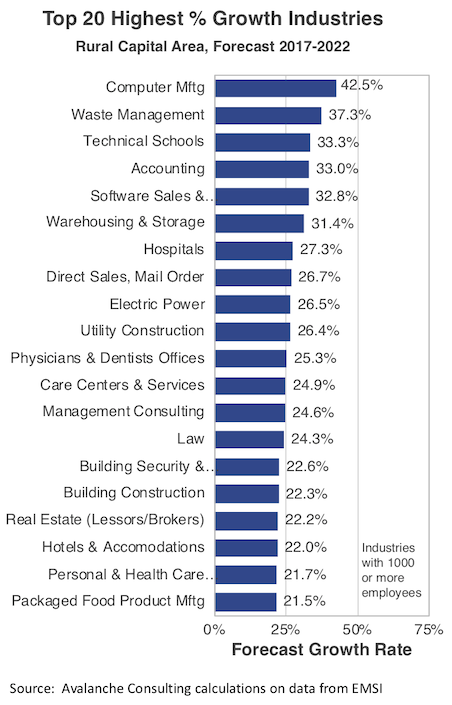 Top 20 Highest % Growth Industries
Rural Capital Area, Forecast 2017-2022
Computer Mftg 42.5%
Waste Management 37.3%
Technical Schools 33.3%
Accounting 33.0%
Software Sales &.. 32.8%
Warehousing & Storage 31.4%
Hospitals 27.3%
Direct Sales, Mail Order 26.7%
Electric Power 26.5%
Utility Construction 26.4%
Physicians & Dentists Offices 25.3%
Care Centers & Services 24.9%
Management Consulting 24.6%
Law 24.3%
Building Security &.. 22.6%
Building Construction 22.3%
Real Estate (Lessors/Brokers) 22.2%
Hotels & Accomodations 22.0%
Personal & Health Care.. 21.7%
Packaged Food Product Mftg 21.5%
Industries
with 1000
or more
employees
0% 25% 50% 75%
Forecast Growth Rate
Source: Avalanche Consulting calculations on data from EMSI